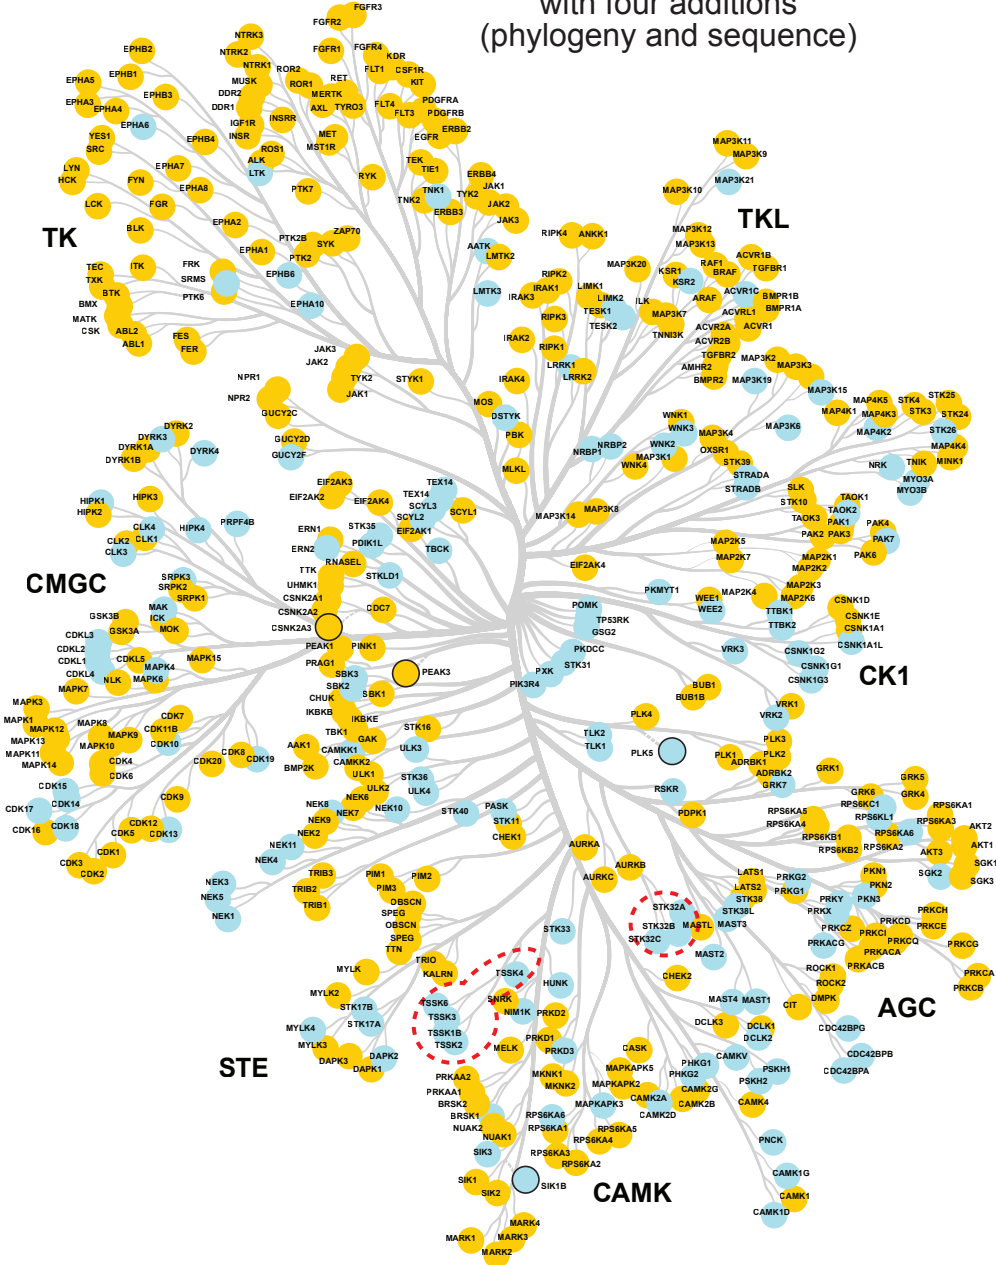 with four additions
(phylogeny and sequence)
FGFR3
FGFR2
NTRK3
NTRK2
NTRK1
FGFR1
FGFR4
KDR
FLT1
CSF1R
KIT
EPHB2
EPHB1
EPHA5
EPHB3
EPHA3
EPHA4
EPHA6
MUSK
ROR2
ROR1
RET
MERTK
DDR2
DDR1
AXL
TYRO3
FLT4
FLT3
PDGFRA
PDGFRB
IGF1R
INSRR
INSR
EGFR
ERBB2
YES1
SRC
EPHB4
ROS1
ALK
LTK
MET
MST1R
MAP3K11
MAP3K9
MAP3K21
MAP3K10
LYN
HCK
EPHA7
FYN
EPHA8
PTK7
RYK
TEK
TIE1
TNK1
TNK2
TYK2
ERBB4
JAK1
JAK2
ERBB3
JAK3
LCK
FGR
BLK
EPHA2
TK
TKL
PTK2B
ZAP70
SYK
PTK2
EPHA1
AATK
LMTK2
RIPK4
ANKK1
MAP3K12
MAP3K13
TEC
ITK
FRK
TXK
SRMS
EPHB6
BTK
PTK6
BMX
EPHA10
MATK
CSK
ABL2
ABL1
FES
FER
LMTK3
RIPK2
IRAK1
IRAK3
RIPK3
IRAK2
RIPK1
IRAK4
MAP3K20
LIMK1
LIMK2
TESK1
TESK2
ILK
KSR1
KSR2
RAF1
BRAF
ARAF
MAP3K7
TNNI3K
ACVR1B
TGFBR1
ACVR1C
BMPR1B
BMPR1A
ACVRL1
ACVR1
ACVR2A
ACVR2B
TGFBR2
AMHR2
BMPR2
LRRK1
LRRK2
JAK3
JAK2
TYK2
JAK1
STYK1
NPR1
NPR2
GUCY2C
GUCY2D
GUCY2F
MOS
DSTYK
PBK
MLKL
MAP3K2
MAP3K3
MAP3K19
MAP3K15
MAP3K6
MAP4K1
MAP4K5
MAP4K3
MAP4K2
STK4
STK3
STK25
STK24
STK26
MAP4K4
NRK
TNIK
MINK1
MYO3A
MYO3B
WNK1
WNK3
WNK2
MAP3K1
WNK4
NRBP2
NRBP1
MAP3K4
OXSR1
STK39
STRADA
STRADB
DYRK2
DYRK3
DYRK1A
DYRK1B
DYRK4
HIPK1
HIPK2
HIPK3
HIPK4
PRPF4B
CLK4
CLK1
CLK2
CLK3
EIF2AK3
EIF2AK2
EIF2AK4
TEX14
TEX14
SCYL3
SCYL2
SCYL1
EIF2AK1
TBCK
ERN1
ERN2
STK35
PDIK1L
RNASEL
STKLD1
MAP3K14
MAP3K8
EIF2AK4
SLK
STK10
TAOK1
TAOK2
TAOK3
PAK1
PAK2
PAK3
PAK4
PAK7
PAK6
MAP2K5
MAP2K7
MAP2K1
MAP2K2
MAP2K3
MAP2K4
MAP2K6
CMGC
SRPK3
SRPK2
SRPK1
MAK
ICK
MOK
TTK
UHMK1
CSNK2A1
CSNK2A2
CSNK2A3
CDC7
PKMYT1
WEE1
WEE2
TTBK1
TTBK2
CSNK1D
CSNK1E
CSNK1A1
CSNK1A1L
CSNK1G2
CSNK1G1
CSNK1G3
VRK3
CK1
GSK3B
GSK3A
CDKL3
CDKL2
CDKL1
CDKL4
CDKL5
NLK
MAPK4
MAPK6
MAPK15
MAPK7
PEAK1
PINK1
PRAG1
SBK3
SBK2
SBK1
PEAK3
CHUK
IKBKB
IKBKE
TBK1
POMK
TP53RK
GSG2
PKDCC
STK31
PXK
PIK3R4
BUB1
BUB1B
VRK1
VRK2
MAPK3
MAPK1
MAPK12
MAPK13
MAPK11
MAPK14
MAPK8
MAPK9
MAPK10
CDK7
CDK11B
CDK10
CDK4
CDK6
CDK8
CDK19
CDK20
CDK15
CDK14
CDK17
CDK16
CDK18
CDK9
CDK12
CDK5
CDK13
CDK1
CDK3
CDK2
AAK1
BMP2K
GAK
CAMKK1
CAMKK2
STK16
ULK3
ULK1
ULK2
STK36
ULK4
NEK6
NEK7
NEK10
NEK8
NEK9
NEK2
NEK11
NEK4
NEK3
NEK5
NEK1
STK40
PASK
STK11
CHEK1
TLK2
TLK1
PLK4
PLK5
PLK1
PLK3
PLK2
ADRBK1
ADRBK2
GRK7
GRK1
GRK5
GRK6
GRK4
RSKR
PDPK1
RPS6KC1
RPS6KL1
RPS6KA5
RPS6KA4
RPS6KB1
RPS6KB2
RPS6KA6
RPS6KA1
RPS6KA3
RPS6KA2
AKT2
AKT1
AKT3
SGK1
SGK2
SGK3
TRIB3
TRIB2
TRIB1
PIM1
PIM2
PIM3
OBSCN
SPEG
OBSCN
SPEG
TTN
TRIO
KALRN
AURKA
AURKB
AURKC
LATS1
LATS2
STK38
STK38L
PRKG2
PRKG1
PKN1
PKN2
PKN3
PRKY
PRKX
PRKCZ
PRKCI
PRKCD
PRKCH
PRKCE
PRKCQ
PRKCG
PRKCA
PRKCB
PRKACG
PRKACA
PRKACB
STK32A
STK32B
STK32C
MASTL
MAST3
MAST2
MAST4
MAST1
STK33
MYLK
MYLK2
STK17B
STK17A
MYLK4
MYLK3
DAPK3
DAPK2
DAPK1
TSSK4
TSSK6
TSSK3
TSSK1B
TSSK2
SNRK
NIM1K
HUNK
CHEK2
ROCK1
ROCK2
DMPK
CIT
AGC
CDC42BPG
CDC42BPB
CDC42BPA
STE
PRKD2
PRKD1
PRKD3
MELK
DCLK3
DCLK1
DCLK2
CASK
CAMKV
PHKG1
PHKG2
PSKH1
PSKH2
MAPKAPK5
MAPKAPK2
MAPKAPK3
MKNK1
MKNK2
CAMK2G
CAMK2A
CAMK2B
CAMK2D
CAMK4
PRKAA2
PRKAA1
BRSK2
BRSK1
NUAK2
NUAK1
SIK3
RPS6KA6
RPS6KA1
RPS6KA5
RPS6KA4
RPS6KA3
RPS6KA2
PNCK
SIK1
SIK2
SIK1B
CAMK
CAMK1G
CAMK1
CAMK1D
MARK4
MARK1
MARK3
MARK2